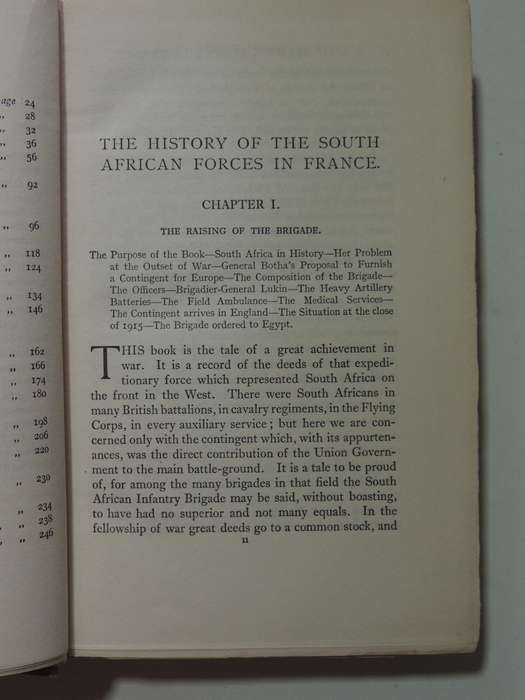 age 24
,, 28
,, 32
,, 36
,, 56
,, 92
,, 96
,, 118
,, 124
,, 134
,, 146
,, 162
,, 166
,, 174
,, 180
,, 198
,, 206
,, 220
,, 230
,, 234
,, 238
,, 246
THE HISTORY OF THE SOUTH
AFRICAN FORCES IN FRANCE.
CHAPTER I.
THE RAISING OF THE BRIGADE.
The Purpose of the Book—South Africa in History—Her Problem
at the Outset of War—General Botha's Proposal to Furnish
a Contingent for Europe—The Composition of the Brigade—
The Officers—Brigadier-General Lukin—The Heavy Artillery
Batteries—The Field Ambulance—The Medical Services—
The Contingent arrives in England—The Situation at the close
of 1915—The Brigade ordered to Egypt.
THIS book is the tale of a great achievement in
war. It is a record of the deeds of that expedi-
tionary force which represented South Africa on
the front in the West. There were South Africans in
many British battalions, in cavalry regiments, in the Flying
Corps, in every auxiliary service; but here we are con-
cerned only with the contingent which, with its appurten-
ances, was the direct contribution of the Union Govern-
ment to the main battle-ground. It is a tale to be proud
of, for among the many brigades in that field the South
African Infantry Brigade may be said, without boasting,
to have had no superior and not many equals. In the
fellowship of war great deeds go to a common stock, and
11